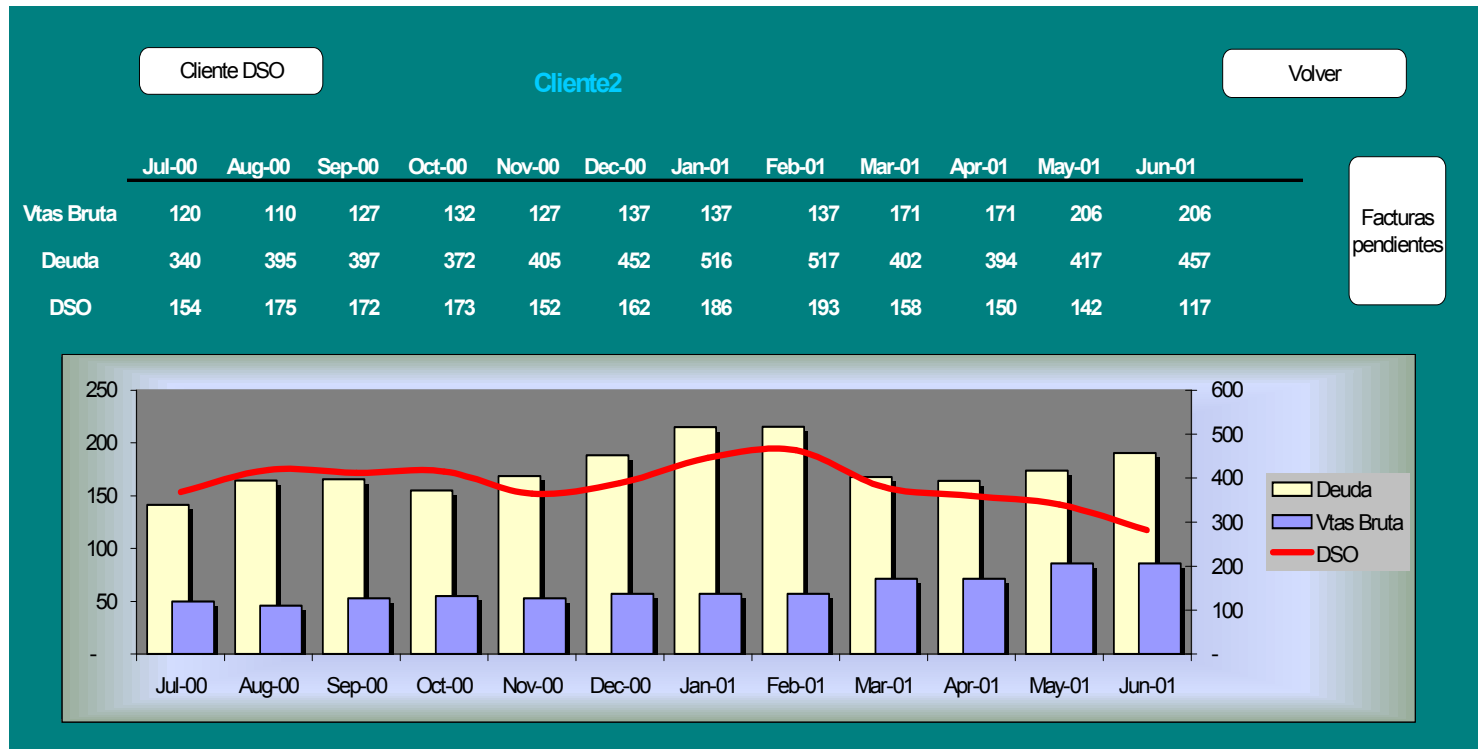 Cliente DSO
Cliente2
Volver
Jul-00 Aug-00 Sep-00 Oct-00 Nov-00 Dec-00 Jan-01 Feb-01 Mar-01 Apr-01 May-01 Jun-01
Vtas Bruta 120 110 127 132 127 137 137 137 171 171 206 206
Deuda 340 395 397 372 405 452 516 517 402 394 417 457
DSO 154 175 172 173 152 162 186 193 158 150 142 117
Facturas
pendientes
250
200
150
100
50
-
600
500
400
300
200
100
-
Jul-00 Aug-00 Sep-00 Oct-00 Nov-00 Dec-00 Jan-01 Feb-01 Mar-01 Apr-01 May-01 Jun-01
Deuda
Vtas Bruta
DSO